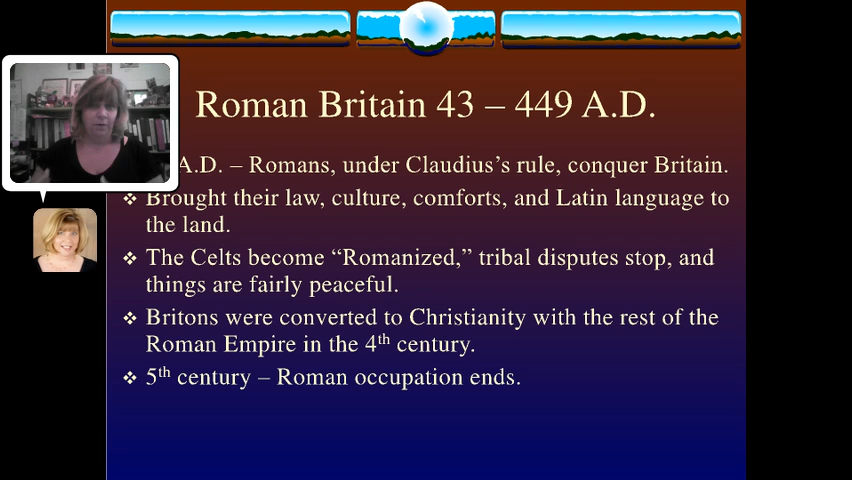 Roman Britain 43 – 449 A.D.
A.D. – Romans, under Claudius's rule, conquer Britain.
❖ Brought their law, culture, comforts, and Latin language to
the land.
❖ The Celts become “Romanized,” tribal disputes stop, and
things are fairly peaceful.
❖ Britons were converted to Christianity with the rest of the
Roman Empire in the 4th century.
❖ 5th century – Roman occupation ends.